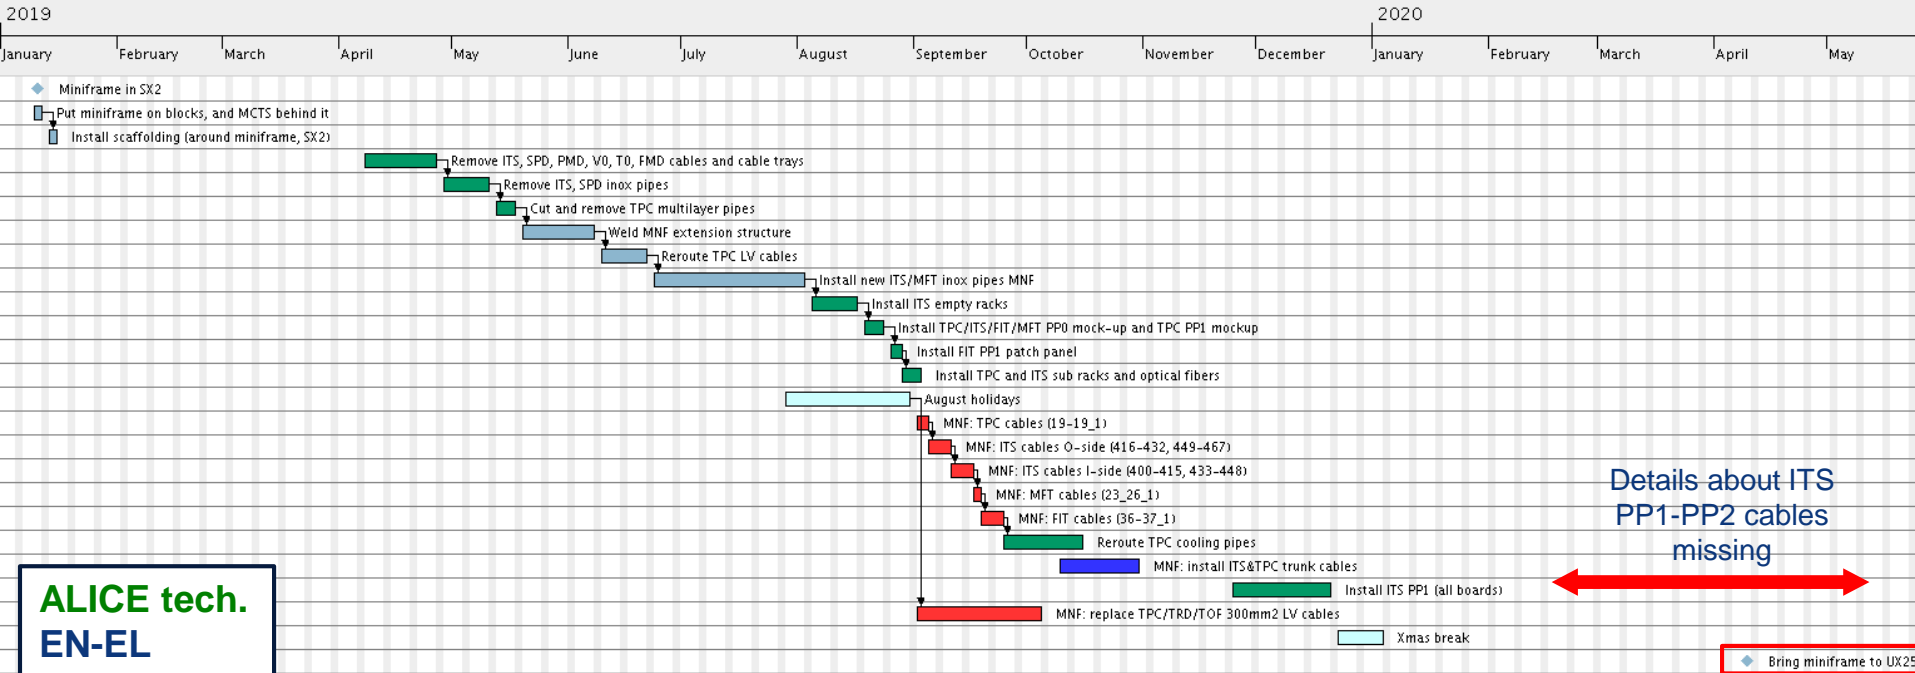 2019
2020
January February March April May June July August September October November December January February March April May
Miniframe in SX2
Put miniframe on blocks, and MCTS behind it
Install scaffolding (around miniframe, SX2)
Remove ITS, SPD, PMD, V0, T0, FMD cables and cable trays
Remove ITS, SPD inox pipes
Cut and remove TPC multilayer pipes
Weld MNF extension structure
Reroute TPC LV cables
Install new ITS/MFT inox pipes MNF
Install ITS empty racks
Install TPC/ITS/FIT/MFT PP0 mock-up and TPC PP1 mockup
Install FIT PP1 patch panel
Install TPC and ITS sub racks and optical fibers
August holidays
MNF: TPC cables (19-19_1)
MNF: ITS cables O-side (416-432, 449-467)
MNF: ITS cables I-side (400-415, 433-448)
MNF: MFT cables (23_26_1)
MNF: FIT cables (36-37_1)
Reroute TPC cooling pipes
MNF: install ITS&TPC trunk cables
Install ITS PP1 (all boards)
MNF: replace TPC/TRD/TOF 300mm2 LV cables
Xmas break
Bring miniframe to UX25
Details about ITS
PP1-PP2 cables
missing
ALICE tech.
EN-EL